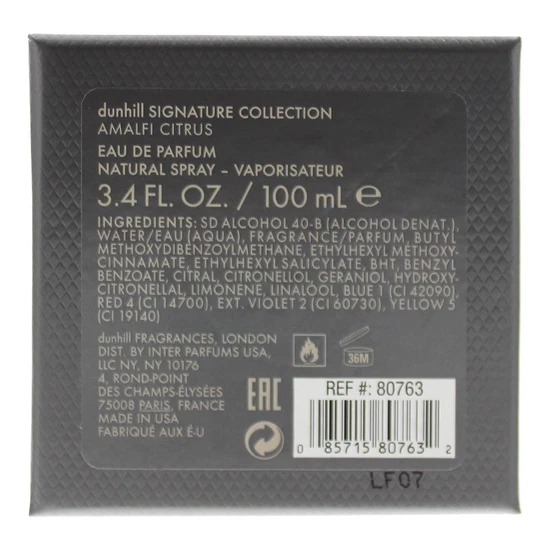 dunhill SIGNATURE COLLECTION
AMALFI CITRUS
EAU DE PARFUM
NATURAL SPRAY – VAPORISATEUR
3.4 FL. OZ. / 100 mL ℮
INGREDIENTS: SD ALCOHOL 40-B (ALCOHOL DENAT.),
WATER/EAU (AQUA), FRAGRANCE/PARFUM, BUTYL
METHOXYDIBENZOYLMETHANE, ETHYLHEXYL METHOXY-
CINNAMATE, ETHYLHEXYL SALICYLATE, BHT, BENZYL
BENZOATE, CITRAL, CITRONELLOL, GERANIOL, HYDROXY-
CITRONELLAL, LIMONENE, LINALOOL, BLUE 1 (CI 42090),
RED 4 (CI 14700), EXT. VIOLET 2 (CI 60730), YELLOW 5
(CI 19140)
dunhill FRAGRANCES, LONDON
DIST. BY INTER PARFUMS USA,
LLC NY, NY 10176
4, ROND-POINT
DES CHAMPS-ÉLYSÉES
75008 PARIS, FRANCE
MADE IN USA
FABRIQUÉ AUX É-U
36M
EAC
REF #: 80763
0 85715 80763 2
LF07